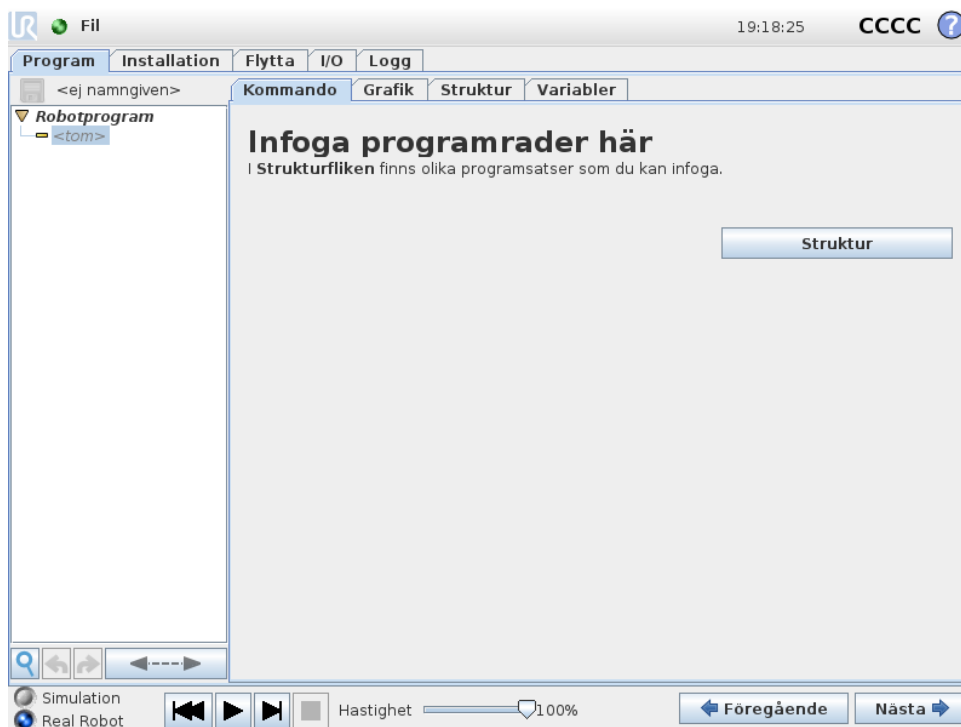 UR Fil 19:18:25 CCCC ?
Program Installation Flytta I/O Logg
<ej namngiven>
Kommando Grafik Struktur Variabler
Robotprogram
<tom>
Infoga programrader här
I Strukturfliken finns olika programsatser som du kan infoga.
Struktur
Simulation
Real Robot
Hastighet 100%
Föregående Nästa